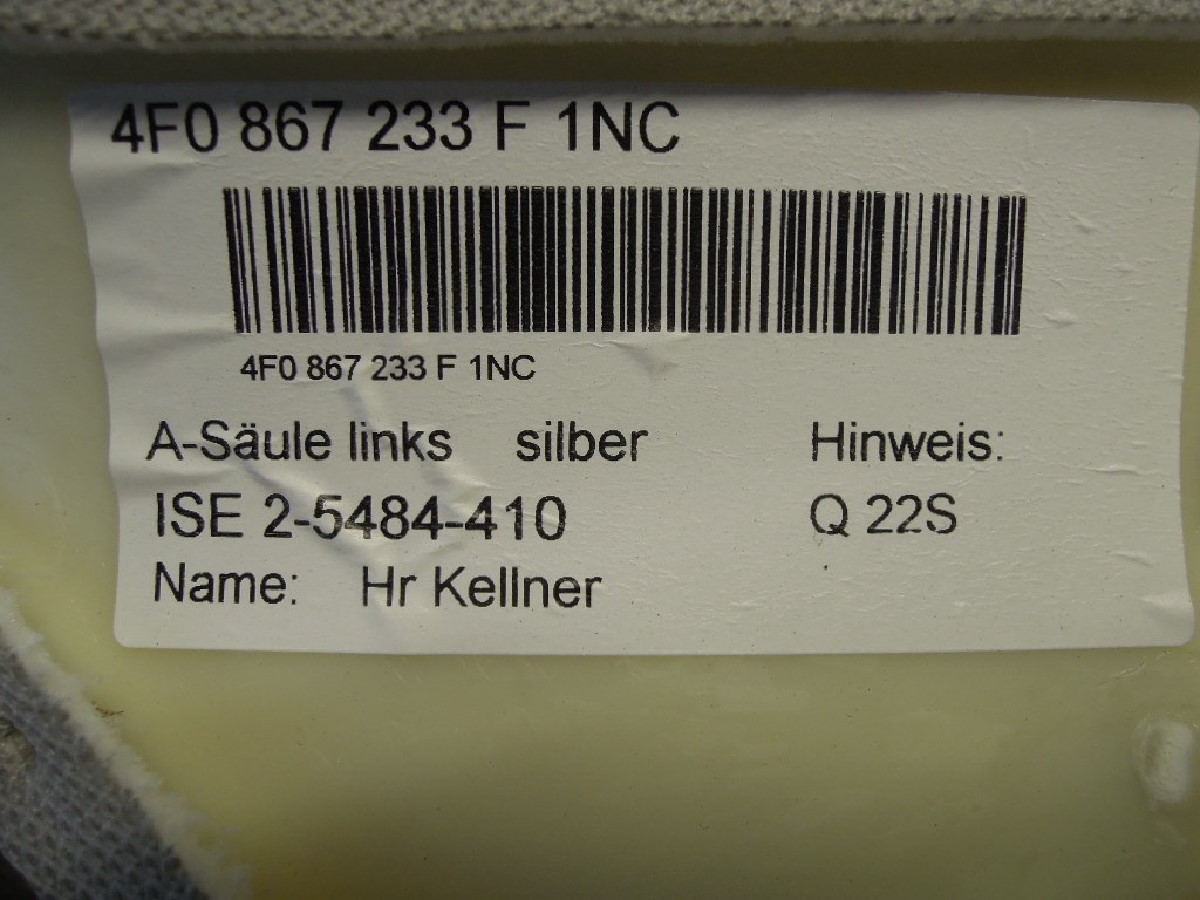 4F0 867 233 F 1NC
4F0 867 233 F 1NC
A-Säule links silber Hinweis:
ISE 2-5484-410 Q 22S
Name: Hr Kellner